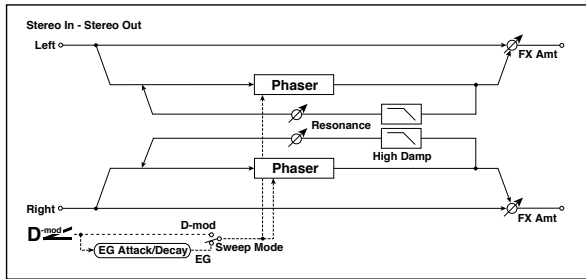 Stereo In - Stereo Out
Left
FX Amt
Phaser
Resonance
High Damp
Phaser
Right
FX Amt
D-mod
D-mod
Sweep Mode
EG Attack/Decay
EG